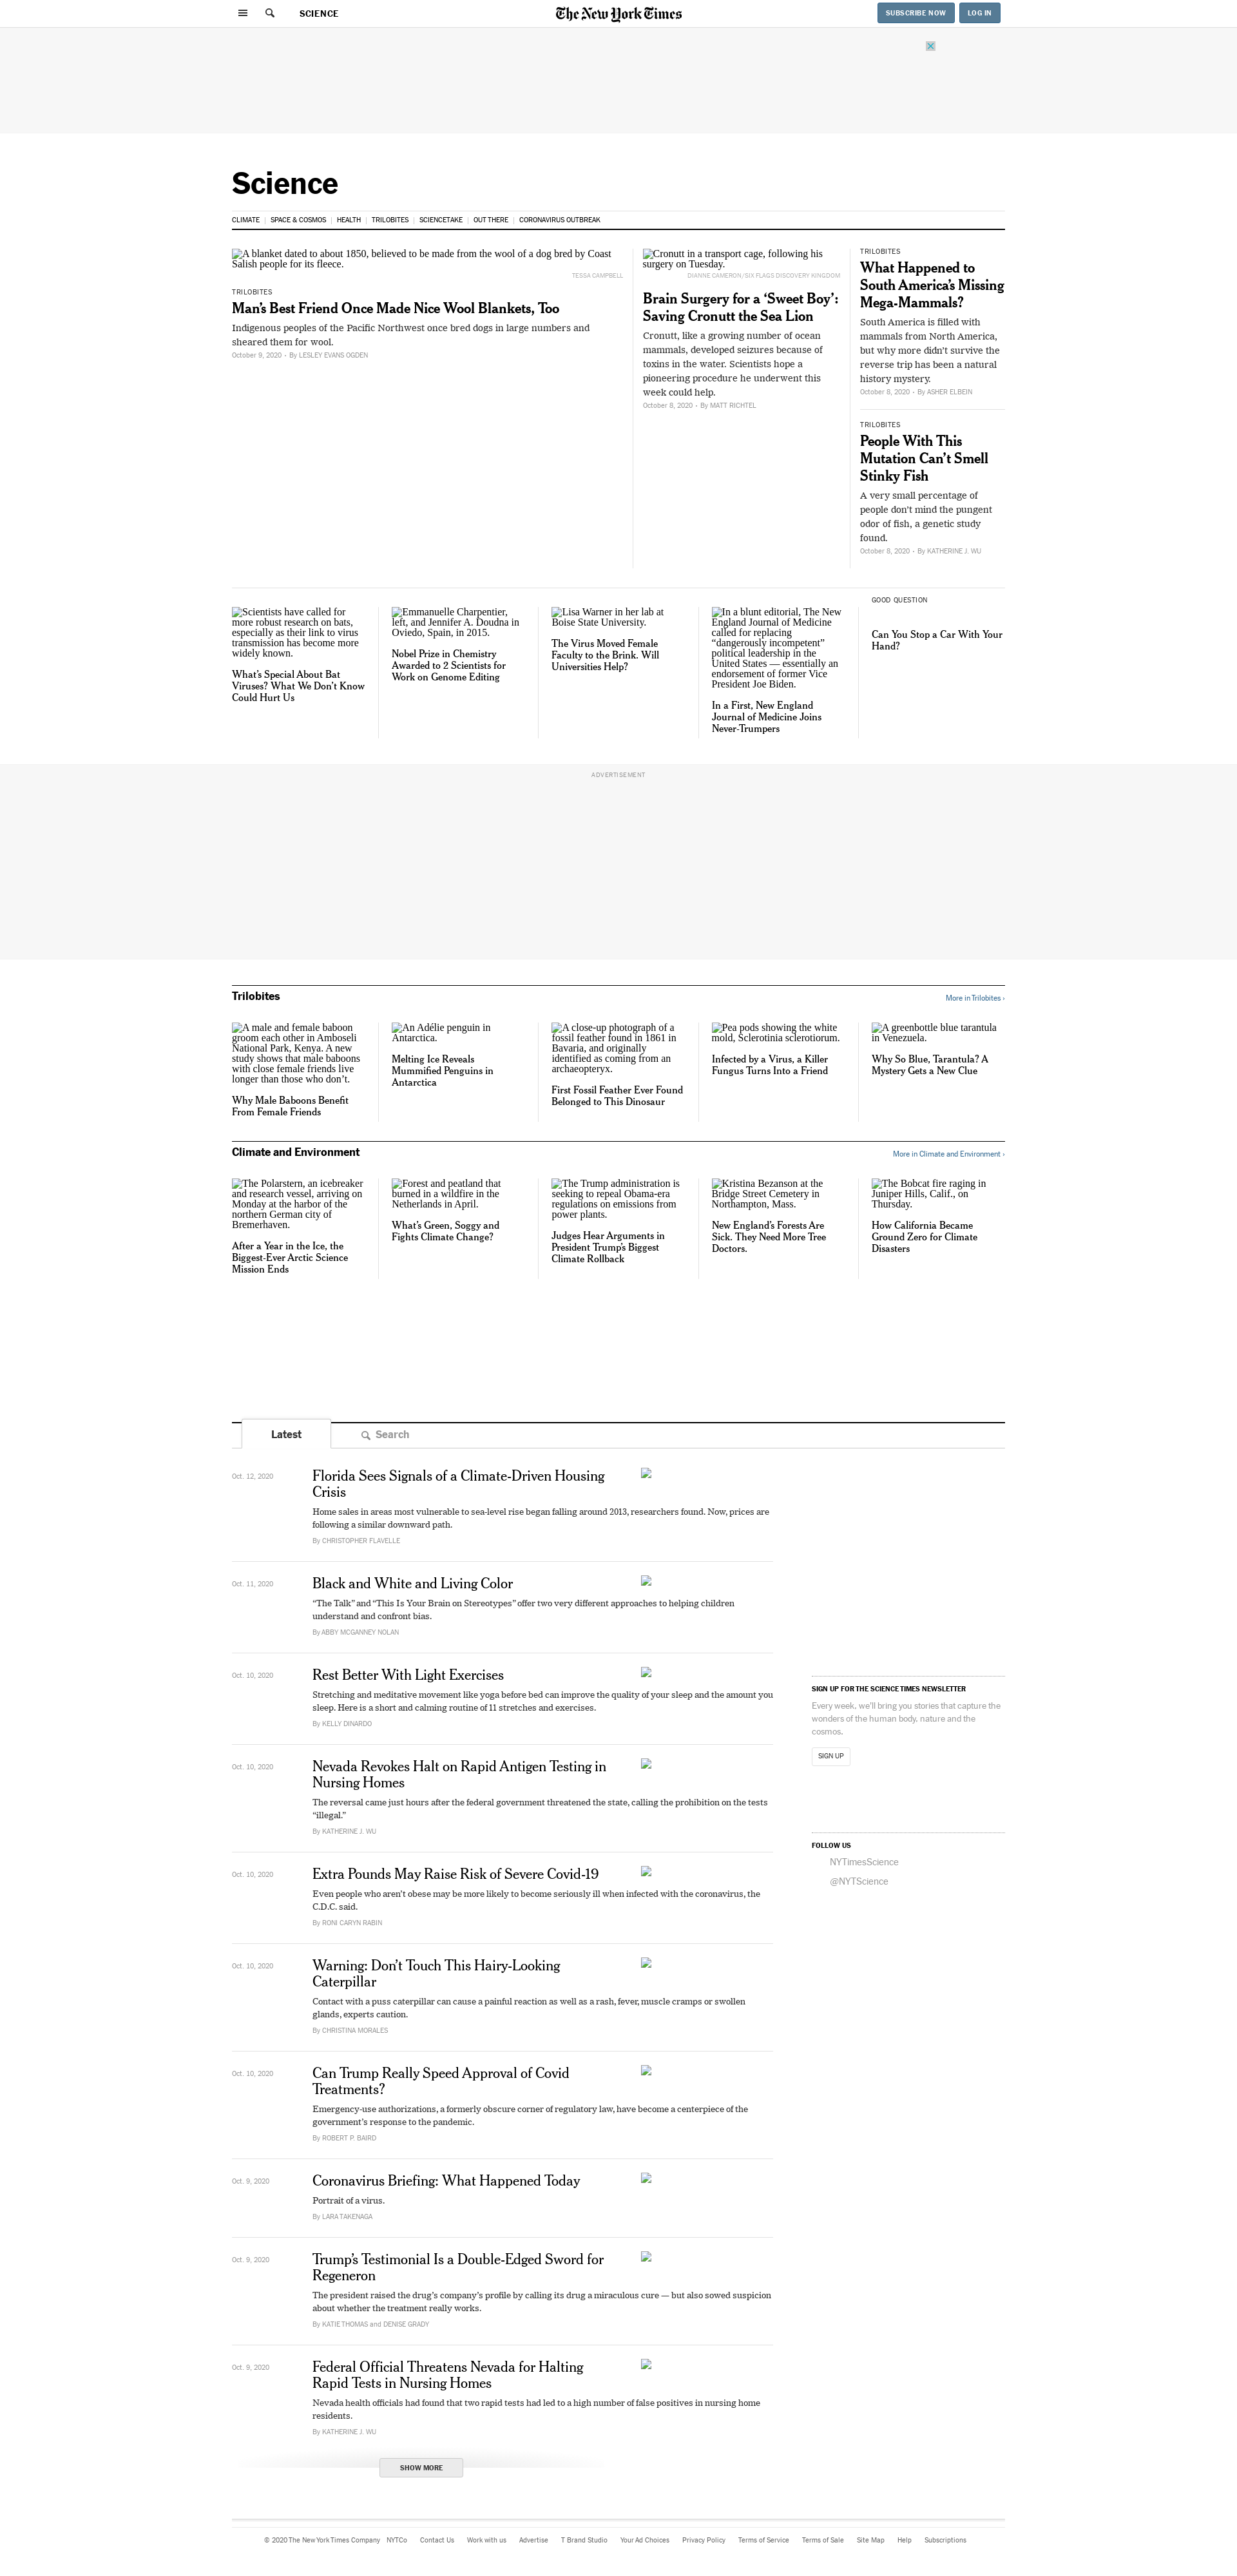 SCIENCE
The New York Times
SUBSCRIBE NOW
LOG IN
Science
CLIMATE
SPACE & COSMOS
HEALTH
TRILOBITES
SCIENCETAKE
OUT THERE
CORONAVIRUS OUTBREAK
A blanket dated to about 1850, believed to be made from the wool of a dog bred by Coast
Salish people for its fleece.
TESSA CAMPBELL
TRILOBITES
Man’s Best Friend Once Made Nice Wool Blankets, Too
Indigenous peoples of the Pacific Northwest once bred dogs in large numbers and
sheared them for wool.
October 9, 2020 • By LESLEY EVANS OGDEN
Cronutt in a transport cage, following his
surgery on Tuesday.
DIANNE CAMERON/SIX FLAGS DISCOVERY KINGDOM
Brain Surgery for a ‘Sweet Boy’:
Saving Cronutt the Sea Lion
Cronutt, like a growing number of ocean
mammals, developed seizures because of
toxins in the water. Scientists hope a
pioneering procedure he underwent this
week could help.
October 8, 2020 • By MATT RICHTEL
TRILOBITES
What Happened to
South America’s Missing
Mega-Mammals?
South America is filled with
mammals from North America,
but why more didn’t survive the
reverse trip has been a natural
history mystery.
October 8, 2020 • By ASHER ELBEIN
TRILOBITES
People With This
Mutation Can’t Smell
Stinky Fish
A very small percentage of
people don’t mind the pungent
odor of fish, a genetic study
found.
October 8, 2020 • By KATHERINE J. WU
Scientists have called for
more robust research on bats,
especially as their link to virus
transmission has become more
widely known.
What’s Special About Bat
Viruses? What We Don’t Know
Could Hurt Us
Emmanuelle Charpentier,
left, and Jennifer A. Doudna in
Oviedo, Spain, in 2015.
Nobel Prize in Chemistry
Awarded to 2 Scientists for
Work on Genome Editing
Lisa Warner in her lab at
Boise State University.
The Virus Moved Female
Faculty to the Brink. Will
Universities Help?
In a blunt editorial, The New
England Journal of Medicine
called for replacing
“dangerously incompetent”
political leadership in the
United States — essentially an
endorsement of former Vice
President Joe Biden.
In a First, New England
Journal of Medicine Joins
Never-Trumpers
GOOD QUESTION
Can You Stop a Car With Your
Hand?
ADVERTISEMENT
Trilobites
More in Trilobites ›
A male and female baboon
groom each other in Amboseli
National Park, Kenya. A new
study shows that male baboons
with close female friends live
longer than those who don’t.
Why Male Baboons Benefit
From Female Friends
An Adélie penguin in
Antarctica.
Melting Ice Reveals
Mummified Penguins in
Antarctica
A close-up photograph of a
fossil feather found in 1861 in
Bavaria, and originally
identified as coming from an
archaeopteryx.
First Fossil Feather Ever Found
Belonged to This Dinosaur
Pea pods showing the white
mold, Sclerotinia sclerotiorum.
Infected by a Virus, a Killer
Fungus Turns Into a Friend
A greenbottle blue tarantula
in Venezuela.
Why So Blue, Tarantula? A
Mystery Gets a New Clue
Climate and Environment
More in Climate and Environment ›
The Polarstern, an icebreaker
and research vessel, arriving on
Monday at the harbor of the
northern German city of
Bremerhaven.
After a Year in the Ice, the
Biggest-Ever Arctic Science
Mission Ends
Forest and peatland that
burned in a wildfire in the
Netherlands in April.
What’s Green, Soggy and
Fights Climate Change?
The Trump administration is
seeking to repeal Obama-era
regulations on emissions from
power plants.
Judges Hear Arguments in
President Trump’s Biggest
Climate Rollback
Kristina Bezanson at the
Bridge Street Cemetery in
Northampton, Mass.
New England’s Forests Are
Sick. They Need More Tree
Doctors.
The Bobcat fire raging in
Juniper Hills, Calif., on
Thursday.
How California Became
Ground Zero for Climate
Disasters
Latest
Search
Oct. 12, 2020
Florida Sees Signals of a Climate-Driven Housing
Crisis
Home sales in areas most vulnerable to sea-level rise began falling around 2013, researchers found. Now, prices are
following a similar downward path.
By CHRISTOPHER FLAVELLE
Oct. 11, 2020
Black and White and Living Color
“The Talk” and “This Is Your Brain on Stereotypes” offer two very different approaches to helping children
understand and confront bias.
By ABBY MCGANNEY NOLAN
Oct. 10, 2020
Rest Better With Light Exercises
Stretching and meditative movement like yoga before bed can improve the quality of your sleep and the amount you
sleep. Here is a short and calming routine of 11 stretches and exercises.
By KELLY DINARDO
Oct. 10, 2020
Nevada Revokes Halt on Rapid Antigen Testing in
Nursing Homes
The reversal came just hours after the federal government threatened the state, calling the prohibition on the tests
“illegal.”
By KATHERINE J. WU
Oct. 10, 2020
Extra Pounds May Raise Risk of Severe Covid-19
Even people who aren’t obese may be more likely to become seriously ill when infected with the coronavirus, the
C.D.C. said.
By RONI CARYN RABIN
Oct. 10, 2020
Warning: Don’t Touch This Hairy-Looking
Caterpillar
Contact with a puss caterpillar can cause a painful reaction as well as a rash, fever, muscle cramps or swollen
glands, experts caution.
By CHRISTINA MORALES
Oct. 10, 2020
Can Trump Really Speed Approval of Covid
Treatments?
Emergency-use authorizations, a formerly obscure corner of regulatory law, have become a centerpiece of the
government’s response to the pandemic.
By ROBERT P. BAIRD
Oct. 9, 2020
Coronavirus Briefing: What Happened Today
Portrait of a virus.
By LARA TAKENAGA
Oct. 9, 2020
Trump’s Testimonial Is a Double-Edged Sword for
Regeneron
The president raised the drug’s company’s profile by calling its drug a miraculous cure — but also sowed suspicion
about whether the treatment really works.
By KATIE THOMAS and DENISE GRADY
Oct. 9, 2020
Federal Official Threatens Nevada for Halting
Rapid Tests in Nursing Homes
Nevada health officials had found that two rapid tests had led to a high number of false positives in nursing home
residents.
By KATHERINE J. WU
SHOW MORE
SIGN UP FOR THE SCIENCE TIMES NEWSLETTER
Every week, we’ll bring you stories that capture the
wonders of the human body, nature and the
cosmos.
SIGN UP
FOLLOW US
NYTimesScience
@NYTScience
© 2020 The New York Times Company
NYTCo
Contact Us
Work with us
Advertise
T Brand Studio
Your Ad Choices
Privacy Policy
Terms of Service
Terms of Sale
Site Map
Help
Subscriptions